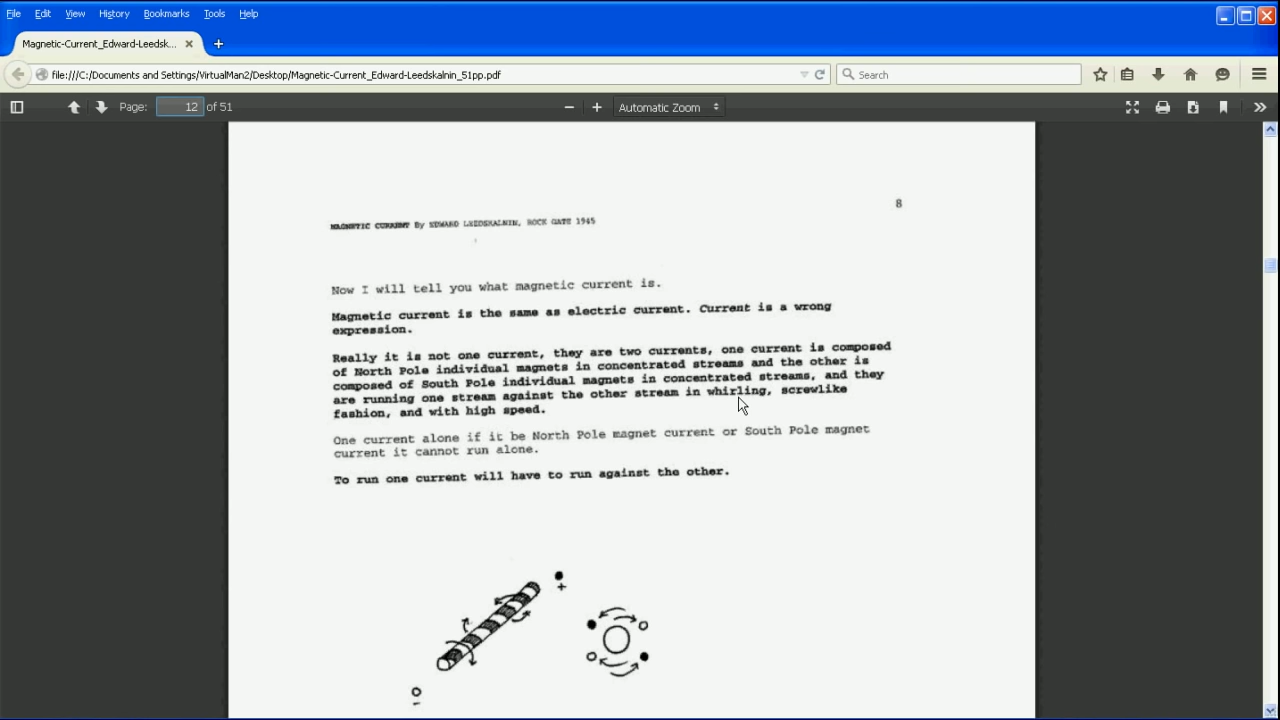 File Edit View History Bookmarks Tools Help
Magnetic-Current_Edward-Leedsk...
file:///C:/Documents and Settings/VirtualMan2/Desktop/Magnetic-Current_Edward-Leedskalnin_51pp.pdf
Search
Page: 12 of 51
Automatic Zoom
8
MAGNETIC CURRENT By EDWARD LEEDSKALNIN, ROCK GATE 1945
Now I will tell you what magnetic current is.
Magnetic current is the same as electric current. Current is a wrong
expression.
Really it is not one current, they are two currents, one current is composed
of North Pole individual magnets in concentrated streams and the other is
composed of South Pole individual magnets in concentrated streams, and they
are running one stream against the other stream in whirling, screwlike
fashion, and with high speed.
One current alone if it be North Pole magnet current or South Pole magnet
current it cannot run alone.
To run one current will have to run against the other.
+
-